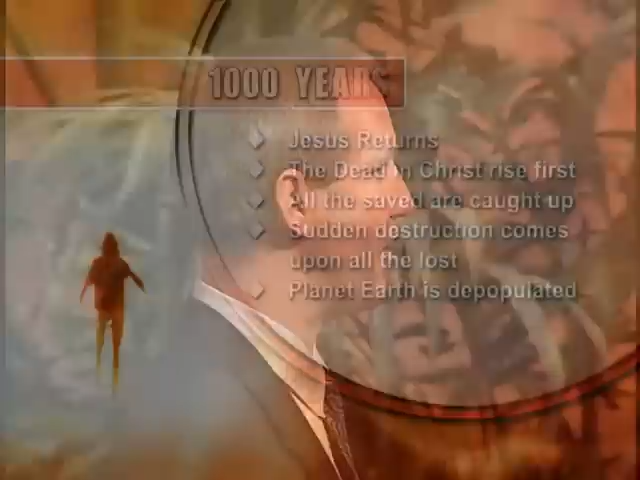 1000 YEARS
Jesus Returns
The Dead in Christ rise first
All the saved are caught up
Sudden destruction comes
upon all the lost
Planet Earth is depopulated